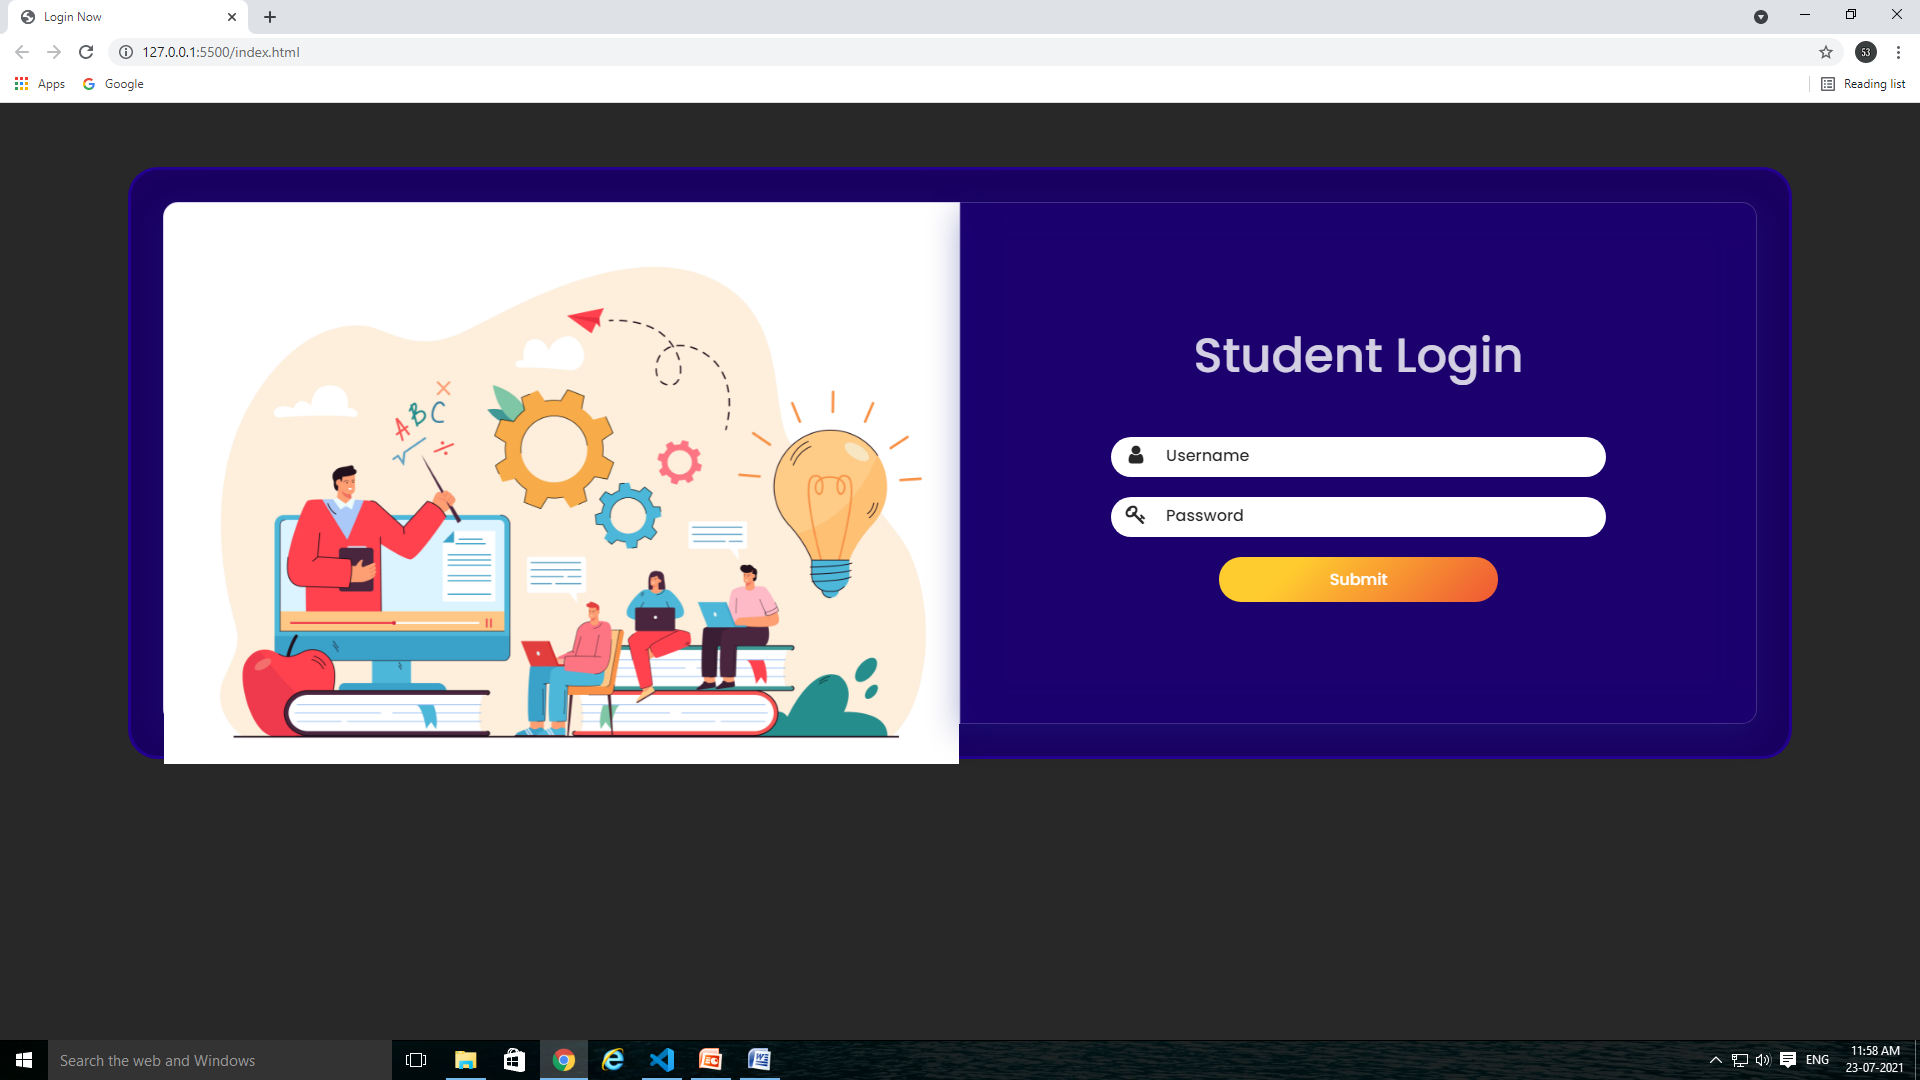 Login Now
127.0.0.1:5500/index.html
53
Apps
Google
Reading list
A B C
Student Login
Username
Password
Submit
Search the web and Windows
ENG
11:58 AM
23-07-2021